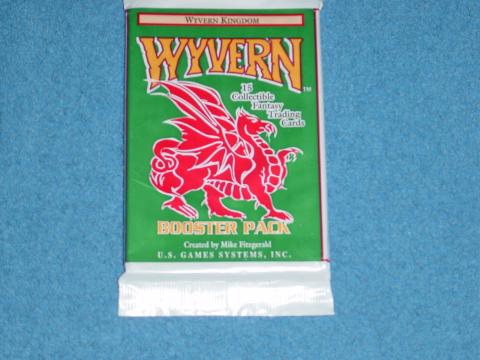 WYVERN KINGDOM
WYVERN
TM
15
Collectible
Fantasy
Trading
Cards
BOOSTER PACK
Created by Mike Fitzgerald
U.S. GAMES SYSTEMS, INC.